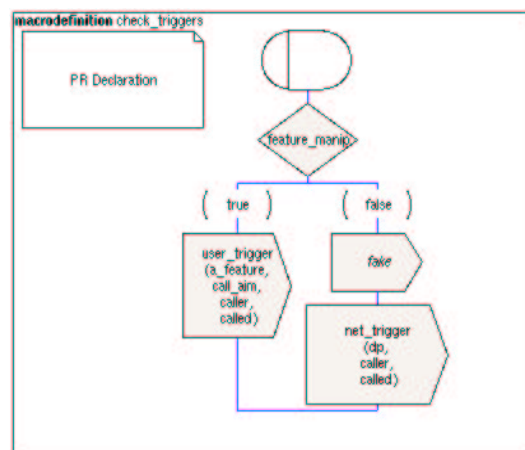 macrodefinition check_triggers
PR Declaration
feature_manip
( true )
( false )
user_trigger
(a_feature,
call_aim,
caller,
called)
fake
net_trigger
(dp,
caller,
called)